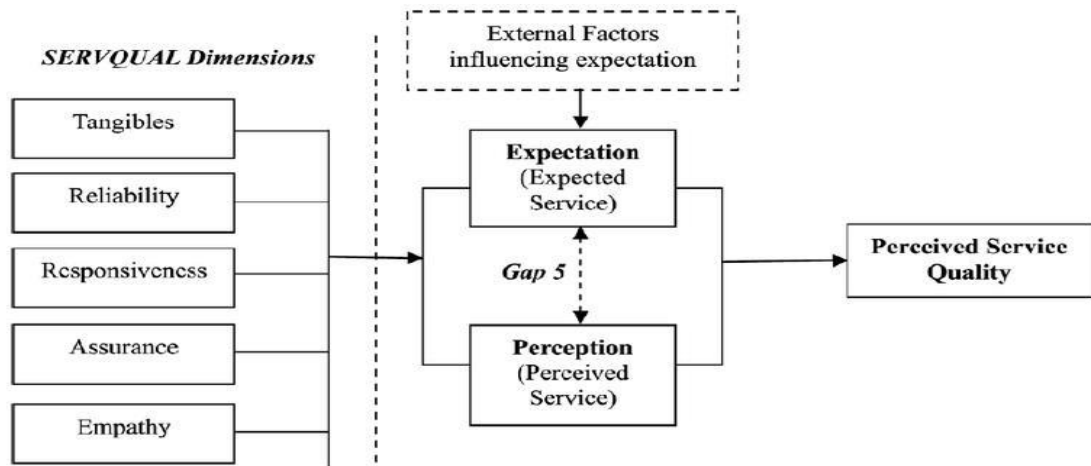 SERVQUAL Dimensions
Tangibles
Reliability
Responsiveness
Assurance
Empathy
External Factors
influencing expectation
Expectation
(Expected
Service)
Gap 5
Perception
(Perceived
Service)
Perceived Service
Quality